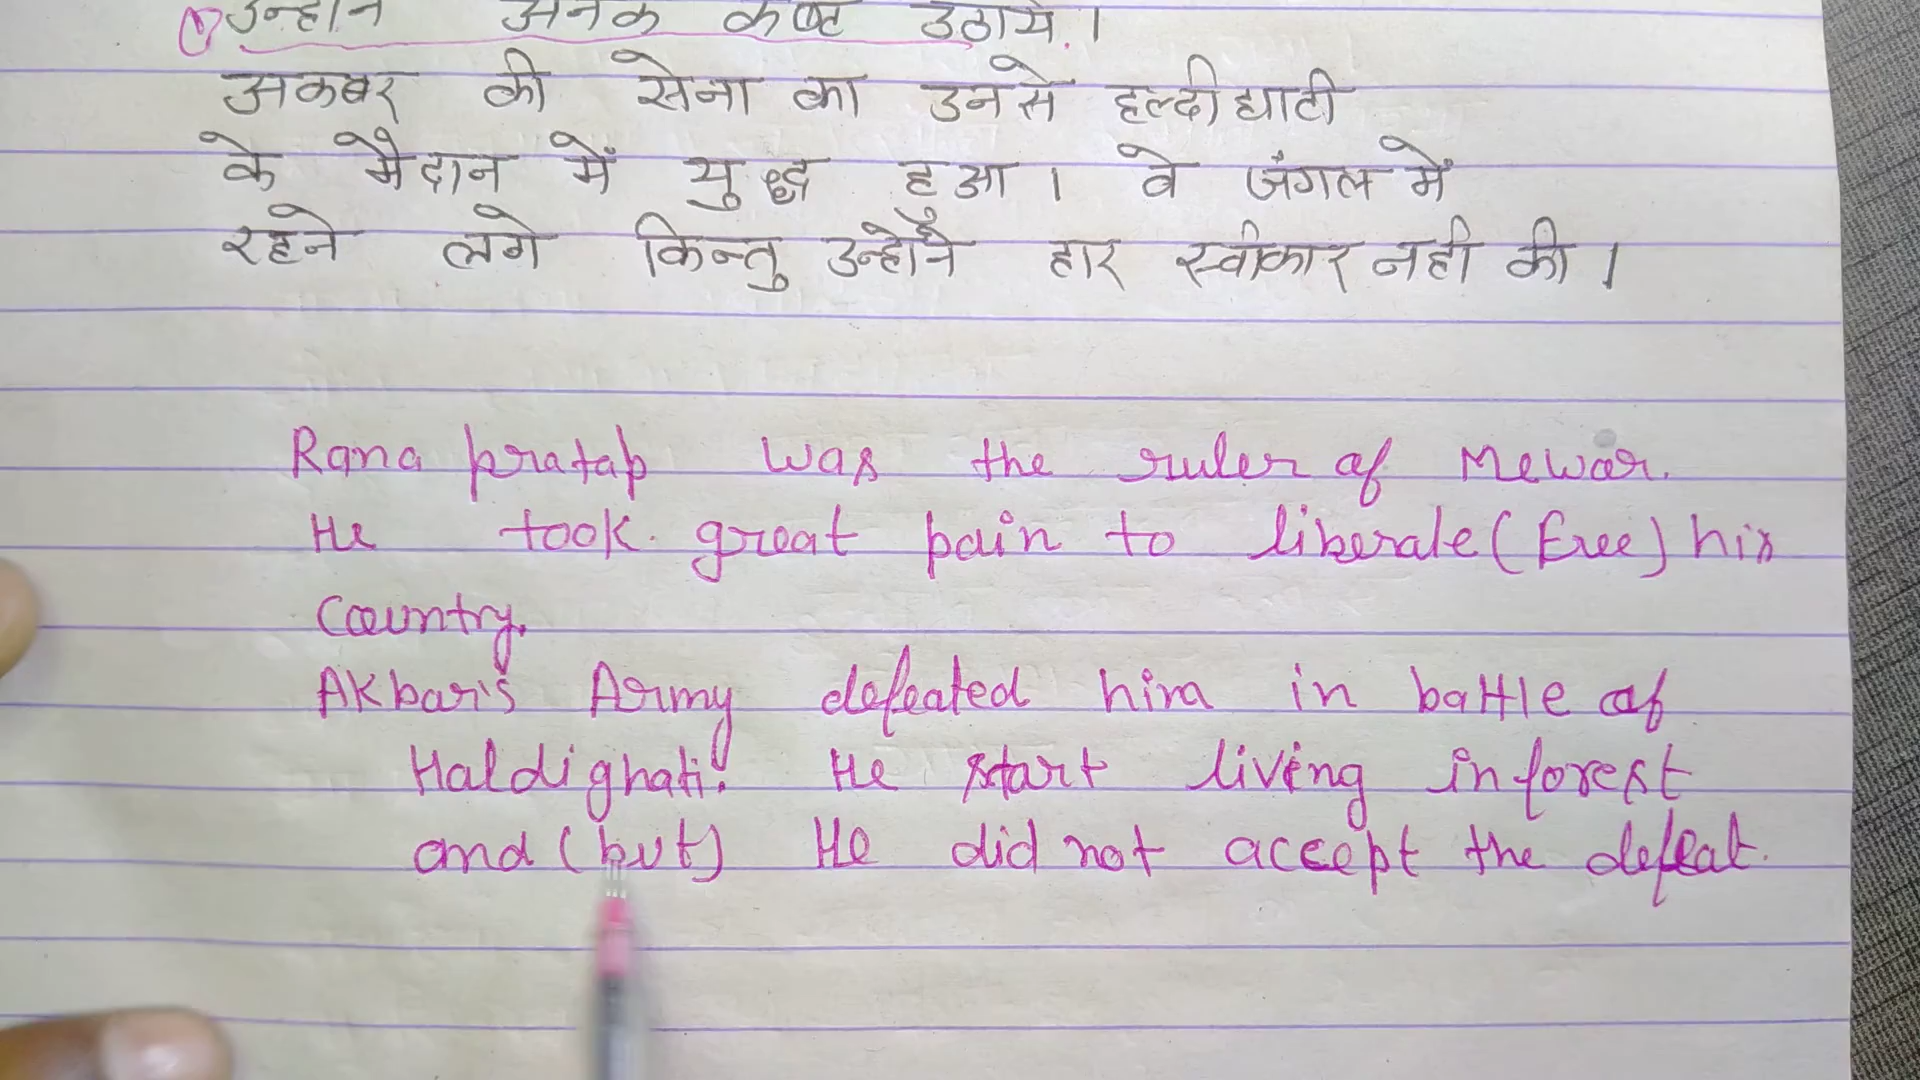 उन्होंने अनेक कष्ट उठाये।
अकबर की सेना का उनसे हल्दीघाटी
के मैदान में युद्ध हुआ। वे जंगल में
रहने लगे किन्तु उन्होंने हार स्वीकार नही की।
Rana pratap was the ruler of Mewar.
He took great pain to liberale (Free) his
Country.
Akbar's Army defeated him in battle of
Haldighati. He start living in forest
and (but) He did not accept the defeat.